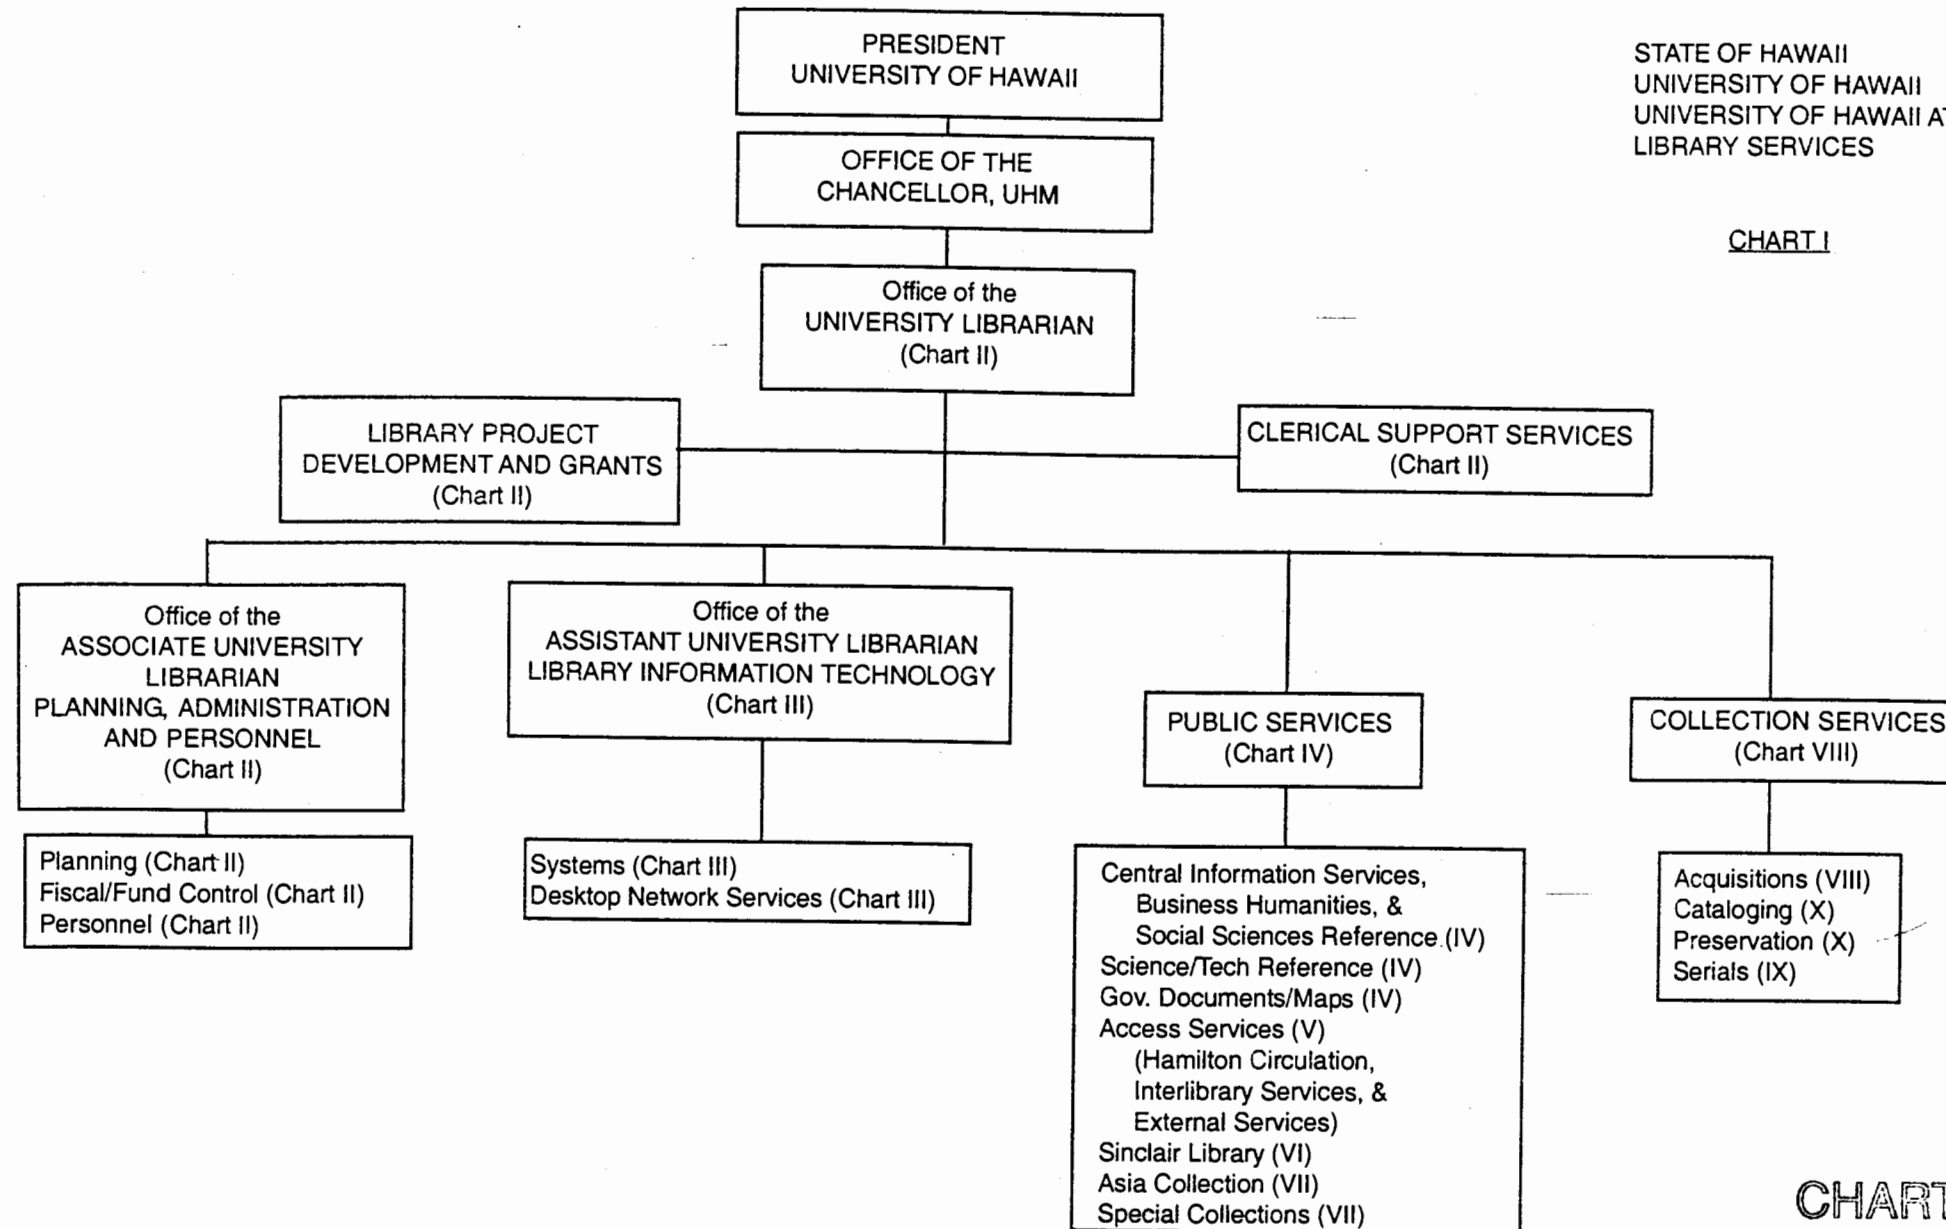 PRESIDENT
UNIVERSITY OF HAWAII
STATE OF HAWAII
UNIVERSITY OF HAWAII
UNIVERSITY OF HAWAII AT
LIBRARY SERVICES
CHART I
OFFICE OF THE
CHANCELLOR, UHM
Office of the
UNIVERSITY LIBRARIAN
(Chart II)
LIBRARY PROJECT
DEVELOPMENT AND GRANTS
(Chart II)
CLERICAL SUPPORT SERVICES
(Chart II)
Office of the
ASSOCIATE UNIVERSITY
LIBRARIAN
PLANNING, ADMINISTRATION
AND PERSONNEL
(Chart II)
Planning (Chart II)
Fiscal/Fund Control (Chart II)
Personnel (Chart II)
Office of the
ASSISTANT UNIVERSITY LIBRARIAN
LIBRARY INFORMATION TECHNOLOGY
(Chart III)
Systems (Chart III)
Desktop Network Services (Chart III)
PUBLIC SERVICES
(Chart IV)
Central Information Services,
Business Humanities, &
Social Sciences Reference (IV)
Science/Tech Reference (IV)
Gov. Documents/Maps (IV)
Access Services (V)
(Hamilton Circulation,
Interlibrary Services, &
External Services)
Sinclair Library (VI)
Asia Collection (VII)
Special Collections (VII)
COLLECTION SERVICES
(Chart VIII)
Acquisitions (VIII)
Cataloging (X)
Preservation (X)
Serials (IX)
CHART